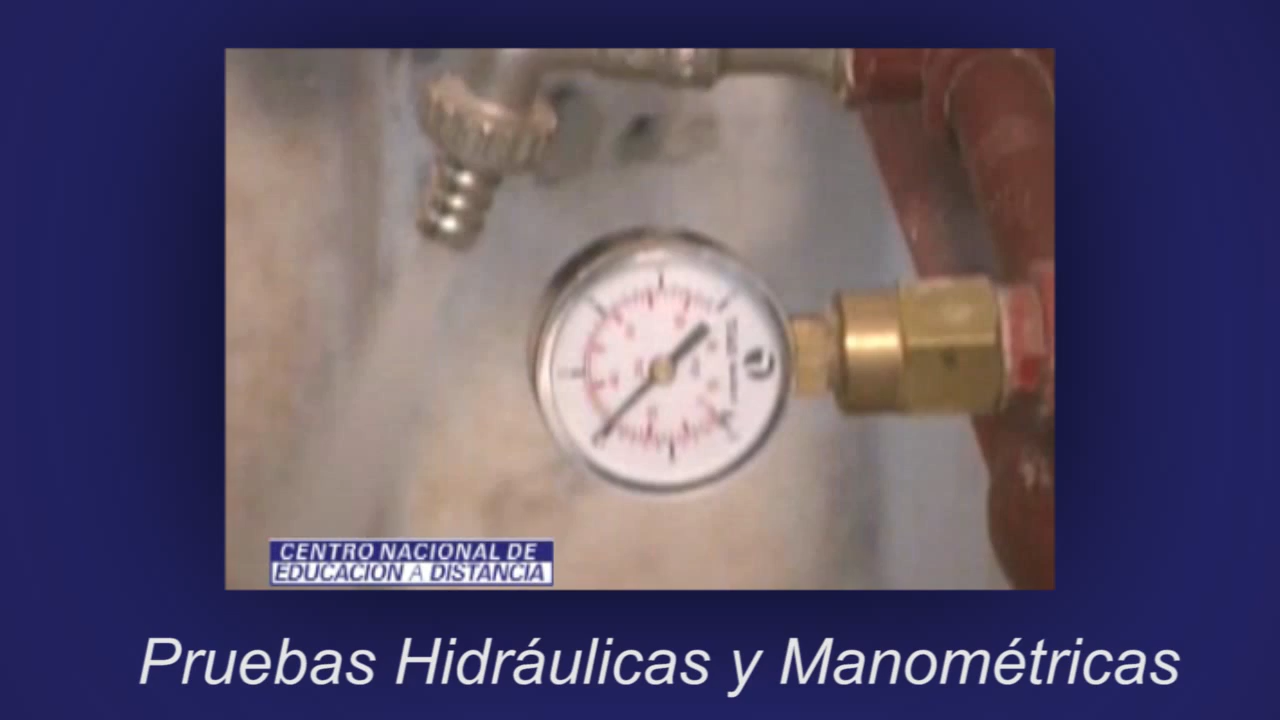 CENTRO NACIONAL DE
EDUCACION A DISTANCIA
Pruebas Hidráulicas y Manométricas